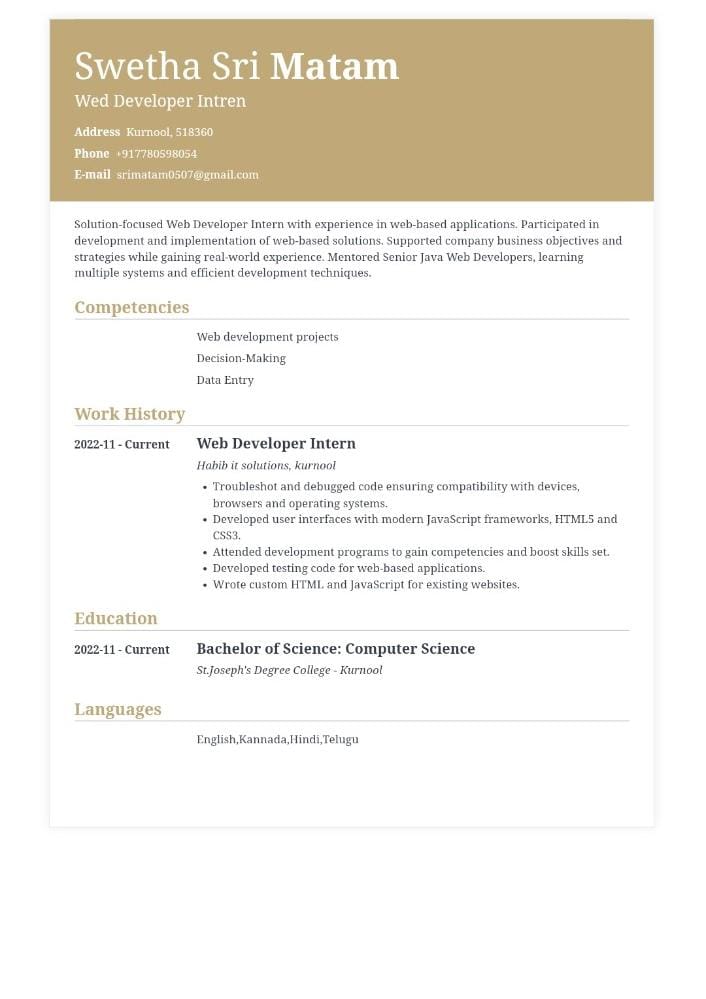 Swetha Sri Matam
Wed Developer Intren
Address Kurnool, 518360
Phone +917780598054
E-mail srimatam0507@gmail.com
Solution-focused Web Developer Intern with experience in web-based applications. Participated in
development and implementation of web-based solutions. Supported company business objectives and
strategies while gaining real-world experience. Mentored Senior Java Web Developers, learning
multiple systems and efficient development techniques.
Competencies
Web development projects
Decision-Making
Data Entry
Work History
2022-11 - Current Web Developer Intern
Habib it solutions, kurnool
• Troubleshot and debugged code ensuring compatibility with devices,
browsers and operating systems.
• Developed user interfaces with modern JavaScript frameworks, HTML5 and
CSS3.
• Attended development programs to gain competencies and boost skills set.
• Developed testing code for web-based applications.
• Wrote custom HTML and JavaScript for existing websites.
Education
2022-11 - Current Bachelor of Science: Computer Science
St.Joseph's Degree College - Kurnool
Languages
English,Kannada,Hindi,Telugu